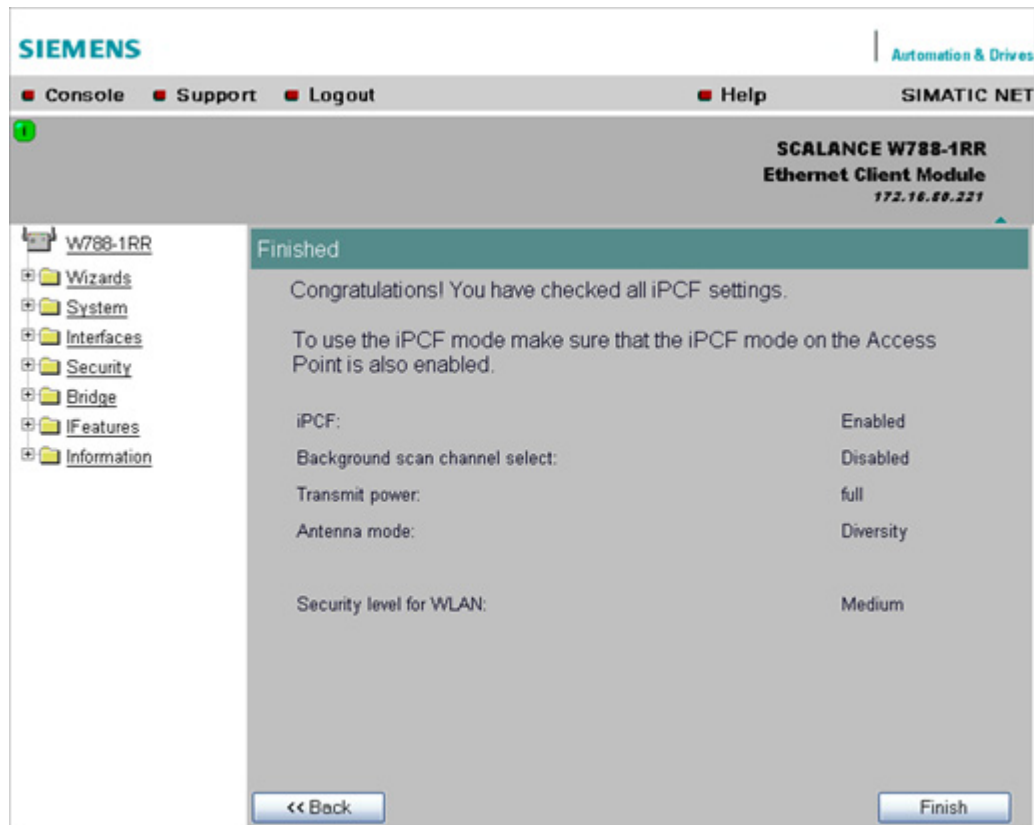 SIEMENS
Automation & Drives
Console Support Logout Help SIMATIC NET
SCALANCE W788-1RR
Ethernet Client Module
172.16.80.221
W788-1RR
Wizards
System
Interfaces
Security
Bridge
IFeatures
Information
Finished
Congratulations! You have checked all iPCF settings.
To use the iPCF mode make sure that the iPCF mode on the Access
Point is also enabled.
iPCF: Enabled
Background scan channel select: Disabled
Transmit power: full
Antenna mode: Diversity
Security level for WLAN: Medium
<< Back Finish